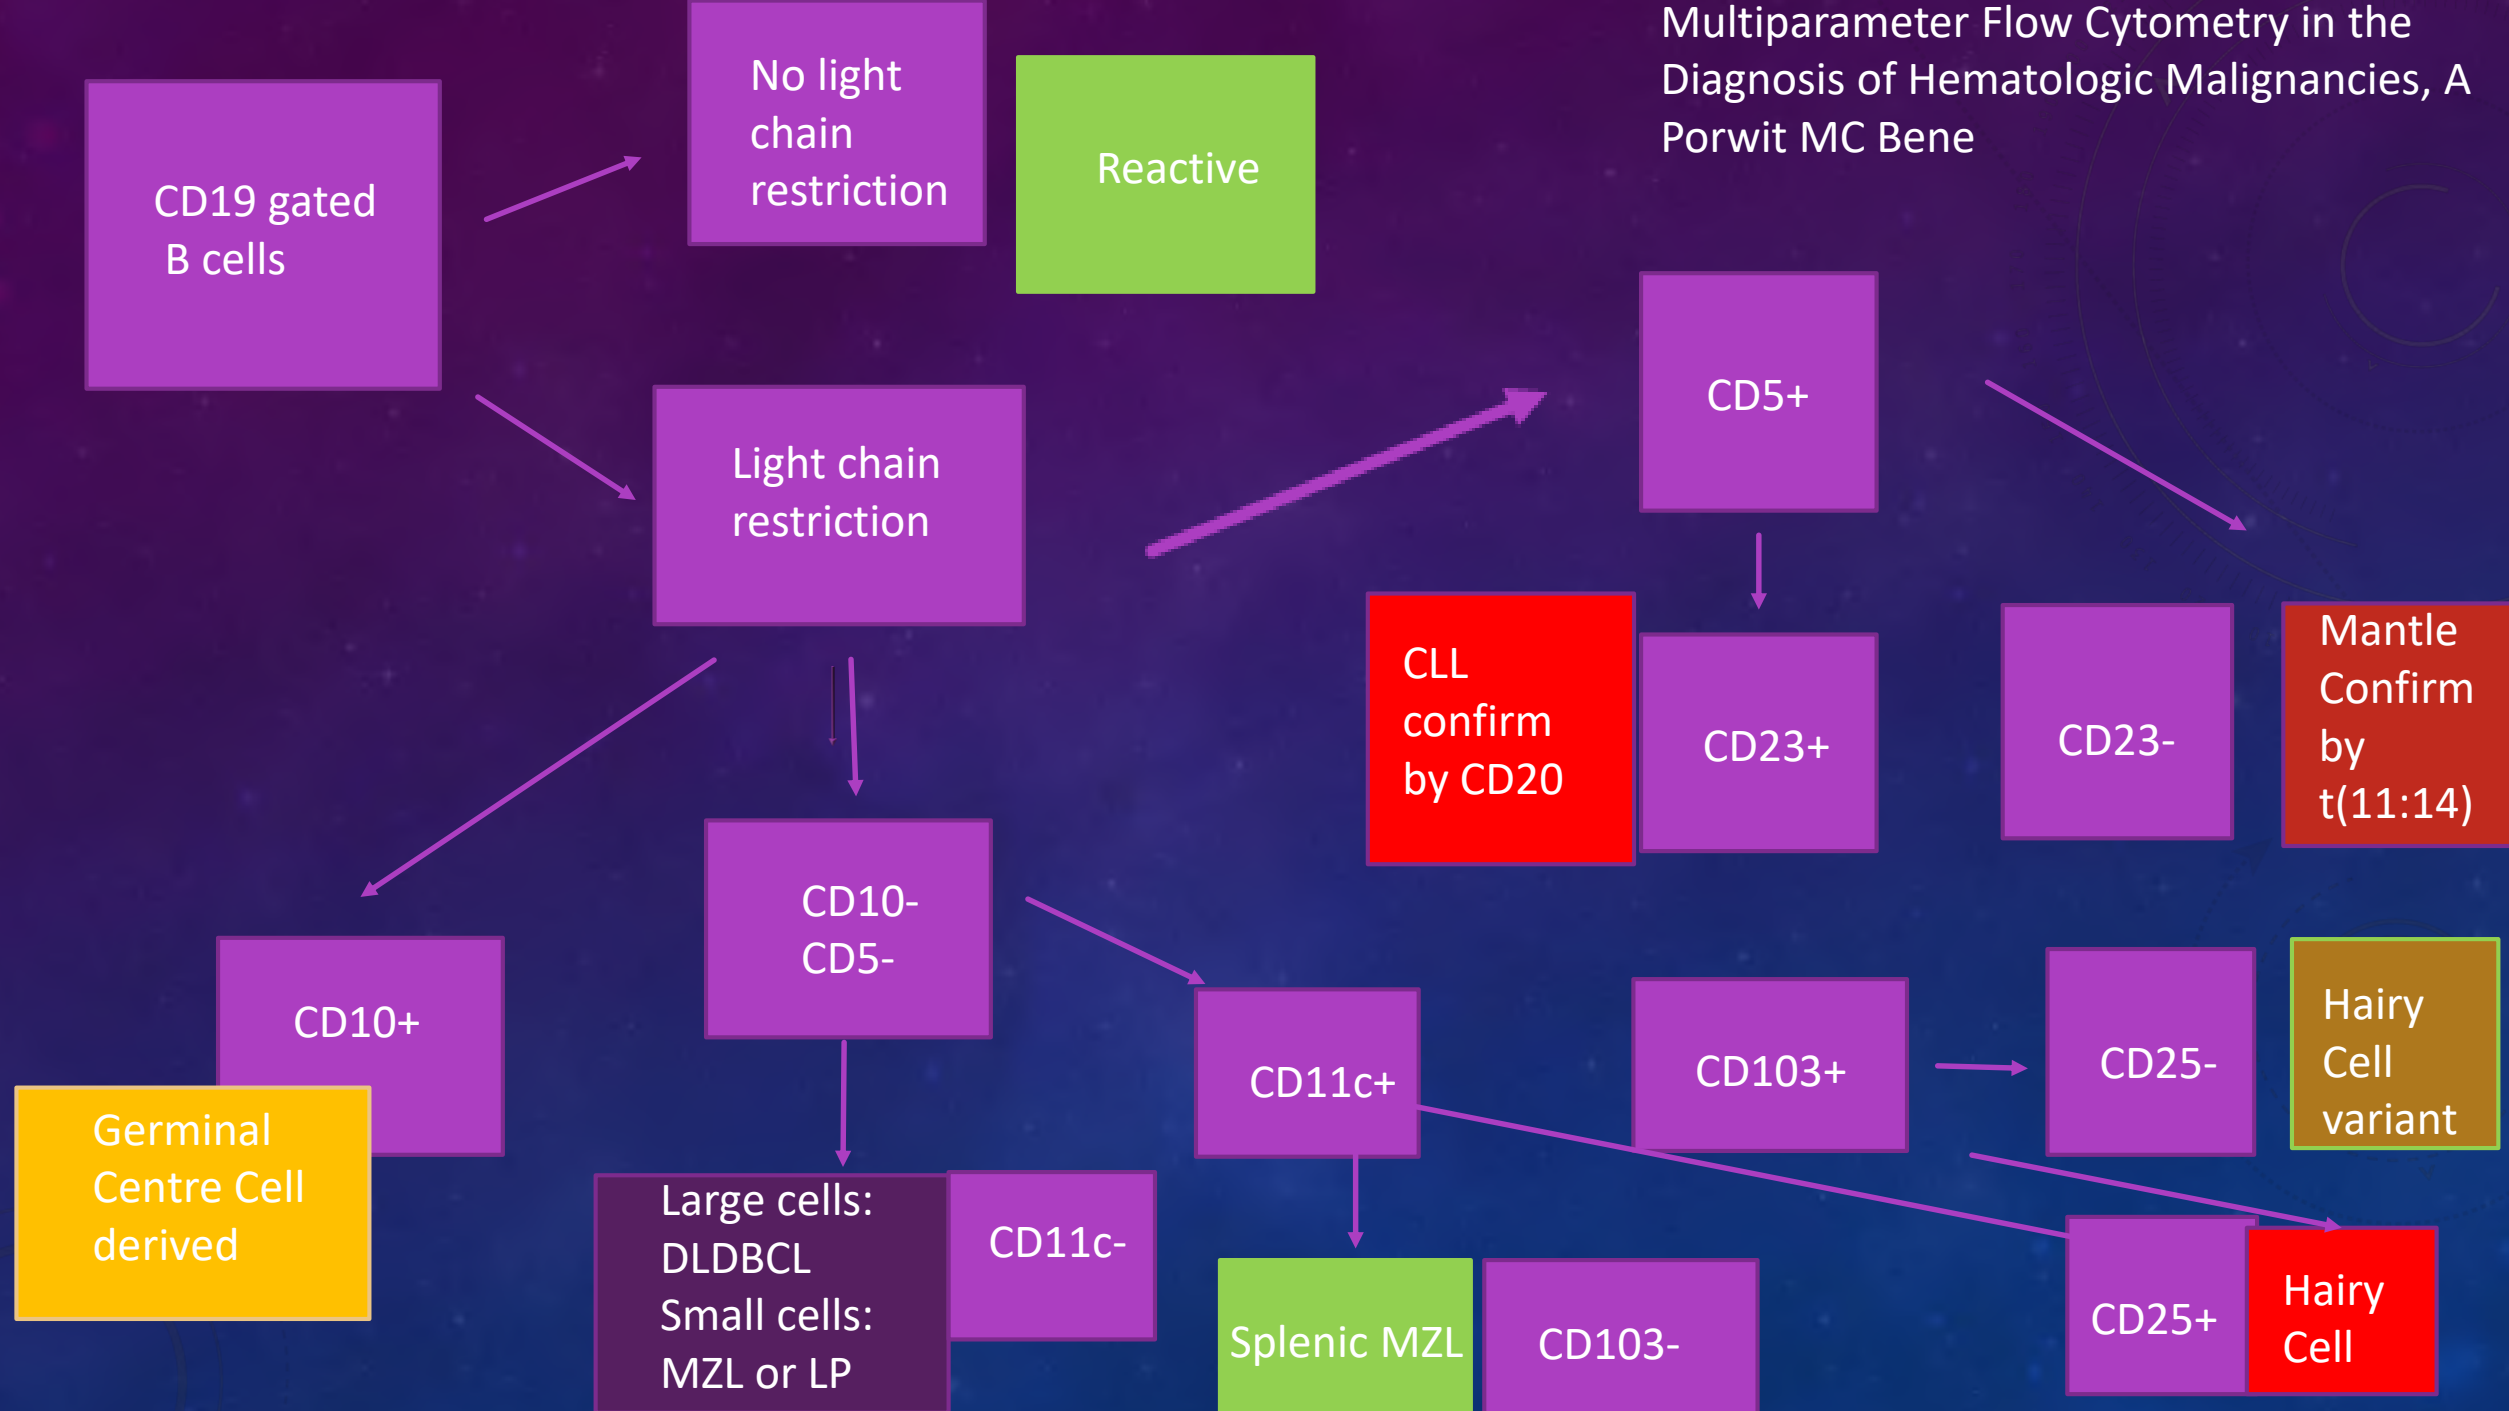 Multiparameter Flow Cytometry in the
Diagnosis of Hematologic Malignancies, A
Porwit MC Bene
CD19 gated
B cells
No light
chain
restriction
Reactive
Light chain
restriction
CD5+
CLL
confirm
by CD20
CD23+
CD23-
Mantle
Confirm
by
t(11:14)
CD10-
CD5-
CD10+
Germinal
Centre Cell
derived
CD11c+
CD103+
CD25-
Hairy
Cell
variant
Large cells:
DLDBCL
Small cells:
MZL or LP
CD11c-
Splenic MZL
CD103-
CD25+
Hairy
Cell